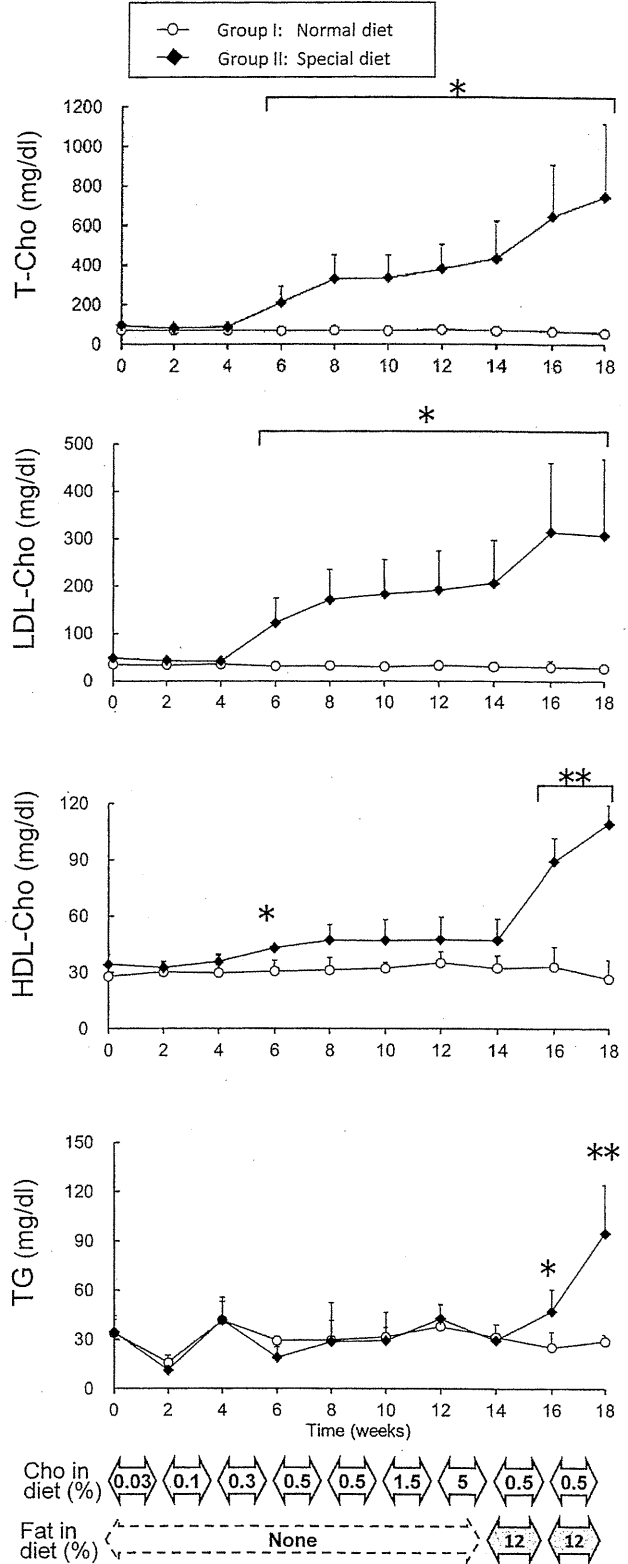 Group I: Normal diet
Group II: Special diet
*
T-Cho (mg/dl)
1200
1000
800
600
400
200
0
0 2 4 6 8 10 12 14 16 18
*
LDL-Cho (mg/dl)
500
400
300
200
100
0
0 2 4 6 8 10 12 14 16 18
**
*
HDL-Cho (mg/dl)
120
90
60
30
0
0 2 4 6 8 10 12 14 16 18
**
*
TG (mg/dl)
150
120
90
60
30
0
0 2 4 6 8 10 12 14 16 18
Time (weeks)
Cho in
diet (%)
0.03 0.1 0.3 0.5 0.5 1.5 5 0.5 0.5
Fat in
diet (%)
None 12 12